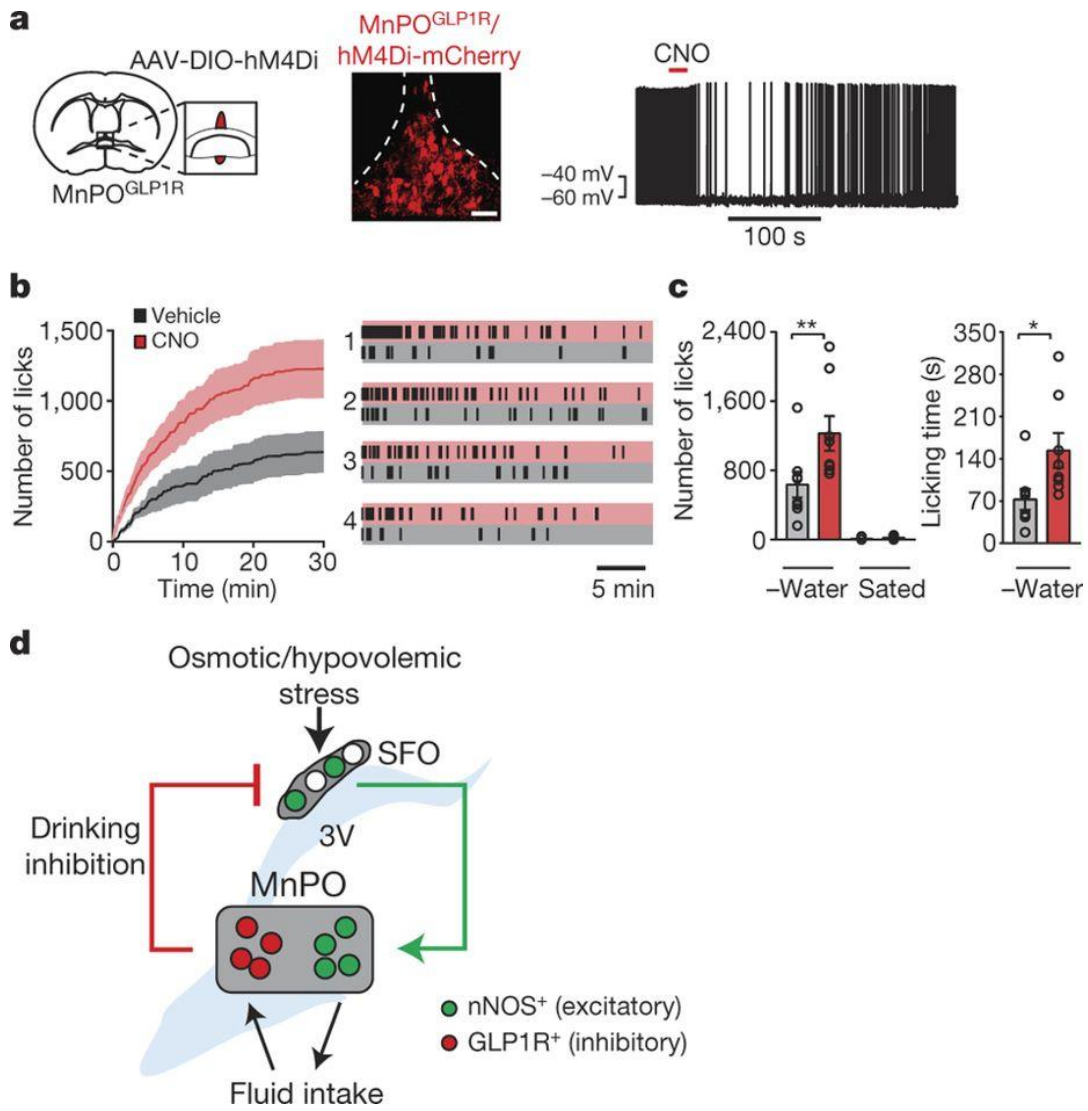 a
AAV-DIO-hM4Di
MnPO^GLP1R
MnPO^GLP1R/
hM4Di-mCherry
CNO
–40 mV
–60 mV
100 s
b
Vehicle
CNO
Number of licks
1,500
1,000
500
0
0 10 20 30
Time (min)
1
2
3
4
5 min
c
Number of licks
2,400
1,600
800
0
**
–Water Sated
Licking time (s)
350
280
210
140
70
0
*
–Water
d
Osmotic/hypovolemic
stress
SFO
3V
Drinking
inhibition
MnPO
nNOS⁺ (excitatory)
GLP1R⁺ (inhibitory)
Fluid intake